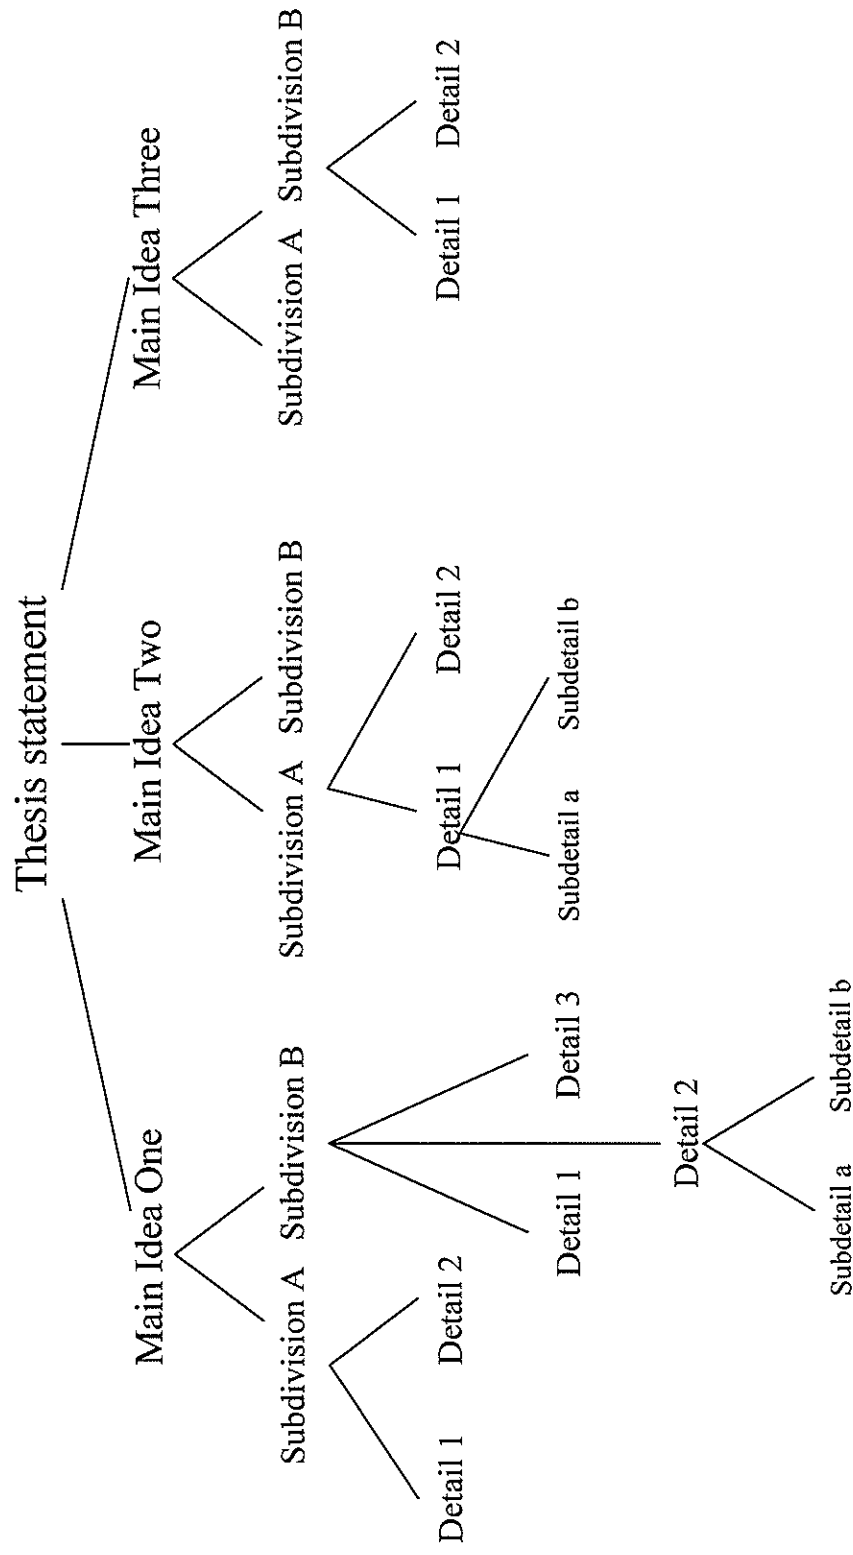 Thesis statement
Main Idea One
Main Idea Two
Main Idea Three
Subdivision A
Subdivision B
Subdivision A
Subdivision B
Subdivision A
Subdivision B
Detail 1
Detail 2
Detail 1
Detail 2
Detail 1
Detail 2
Detail 1
Detail 3
Subdetail a
Subdetail b
Detail 2
Subdetail a
Subdetail b